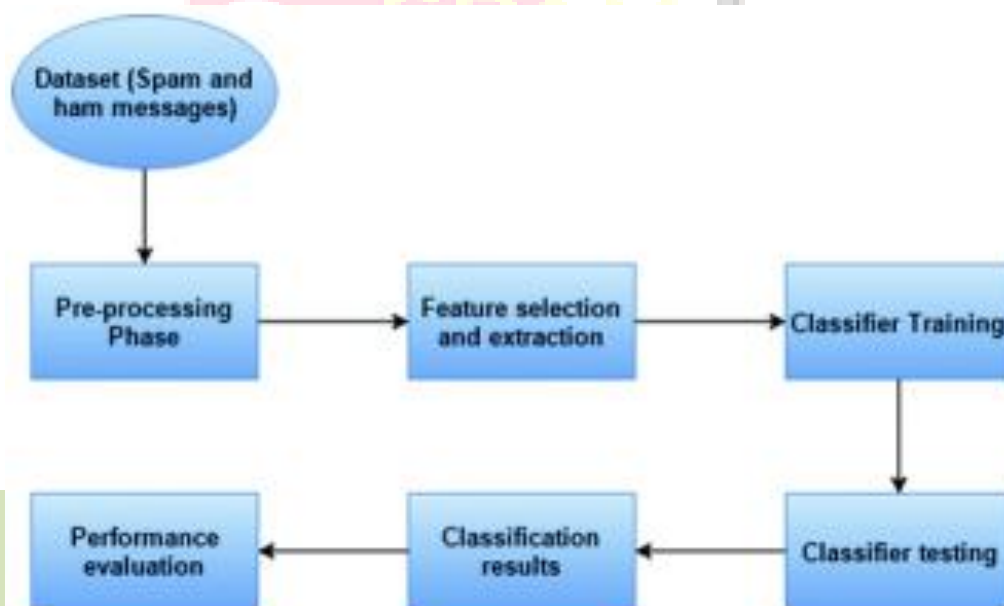 Dataset (Spam and
ham messages)
Pre-processing
Phase
Feature selection
and extraction
Classifier Training
Classifier testing
Classification
results
Performance
evaluation